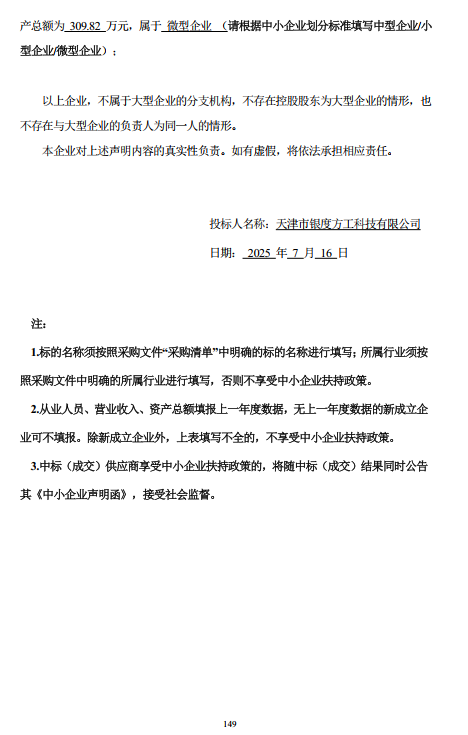 产总额为 309.82 万元，属于 微型企业 （请根据中小企业划分标准填写中型企业/小
型企业/微型企业）；
以上企业，不属于大型企业的分支机构，不存在控股股东为大型企业的情形，也
不存在与大型企业的负责人为同一人的情形。
本企业对上述声明内容的真实性负责。如有虚假，将依法承担相应责任。
投标人名称：天津市银度方工科技有限公司
日期： 2025 年 7 月 16 日
注：
1.标的名称须按照采购文件“采购清单”中明确的标的名称进行填写；所属行业须按
照采购文件中明确的所属行业进行填写，否则不享受中小企业扶持政策。
2.从业人员、营业收入、资产总额填报上一年度数据，无上一年度数据的新成立企
业可不填报。除新成立企业外，上表填写不全的，不享受中小企业扶持政策。
3.中标（成交）供应商享受中小企业扶持政策的，将随中标（成交）结果同时公告
其《中小企业声明函》，接受社会监督。
149